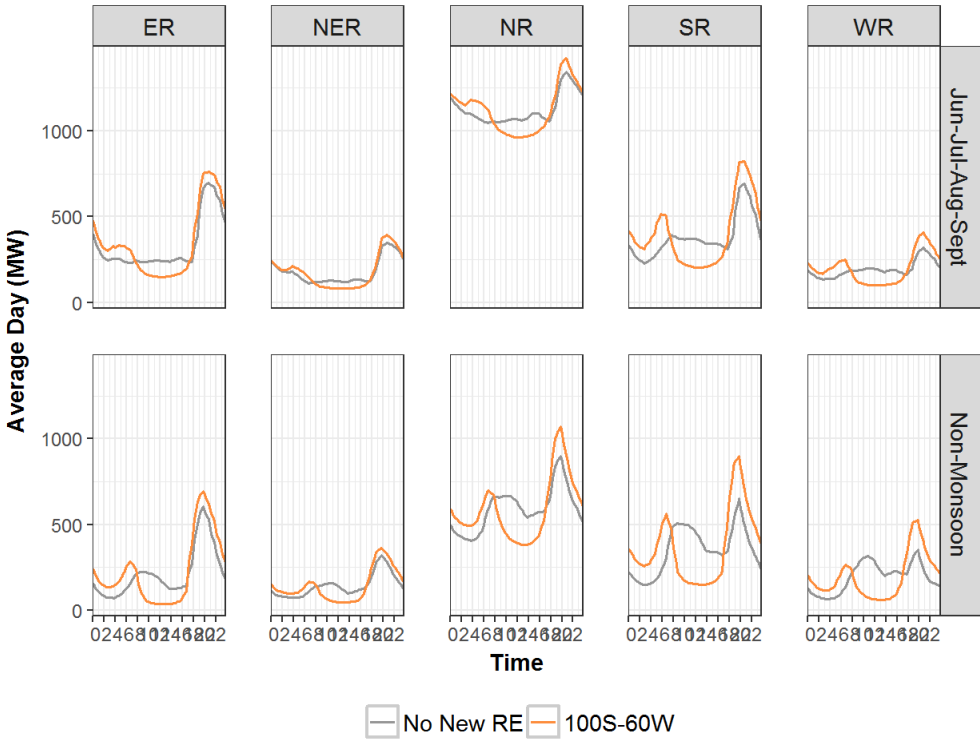 ER NER NR SR WR
1000
500
0
Jun-Jul-Aug-Sept
Average Day (MW)
1000
500
0
Non-Monsoon
Time
No New RE 100S-60W